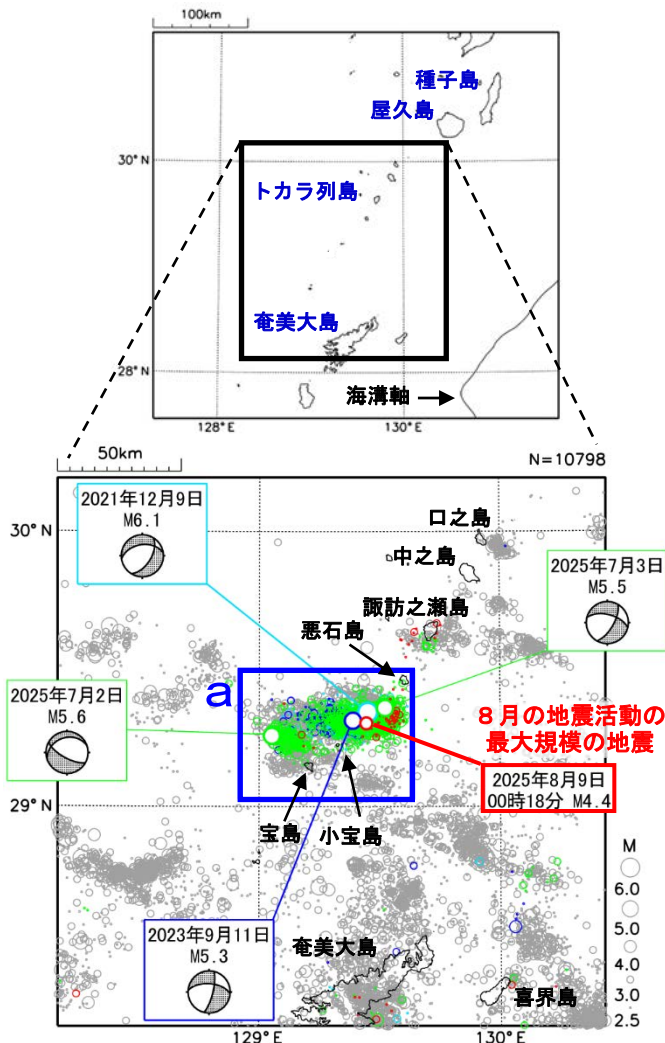 100km
種子島
屋久島
30°N
トカラ列島
奄美大島
28°N
海溝軸
128°E
130°E
50km
N=10798
2021年12月9日
M6.1
30°N
口之島
中之島
2025年7月3日
M5.5
諏訪之瀬島
悪石島
a
2025年7月2日
M5.6
8月の地震活動の
最大規模の地震
2025年8月9日
00時18分 M4.4
29°N
宝島
小宝島
M
6.0
5.0
4.0
3.0
2.5
2023年9月11日
M5.3
奄美大島
喜界島
129°E
130°E